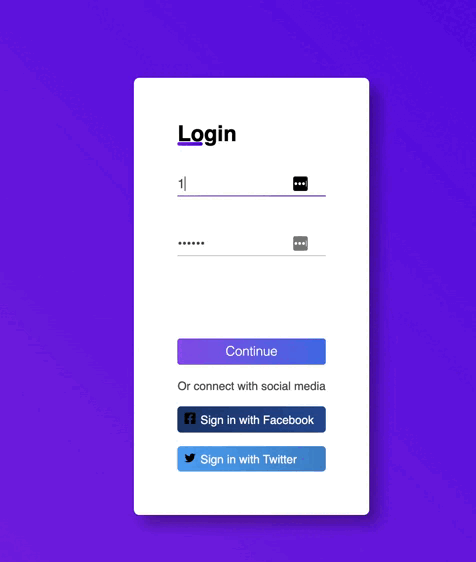 Login
1
••••••
Continue
Or connect with social media
Sign in with Facebook
Sign in with Twitter